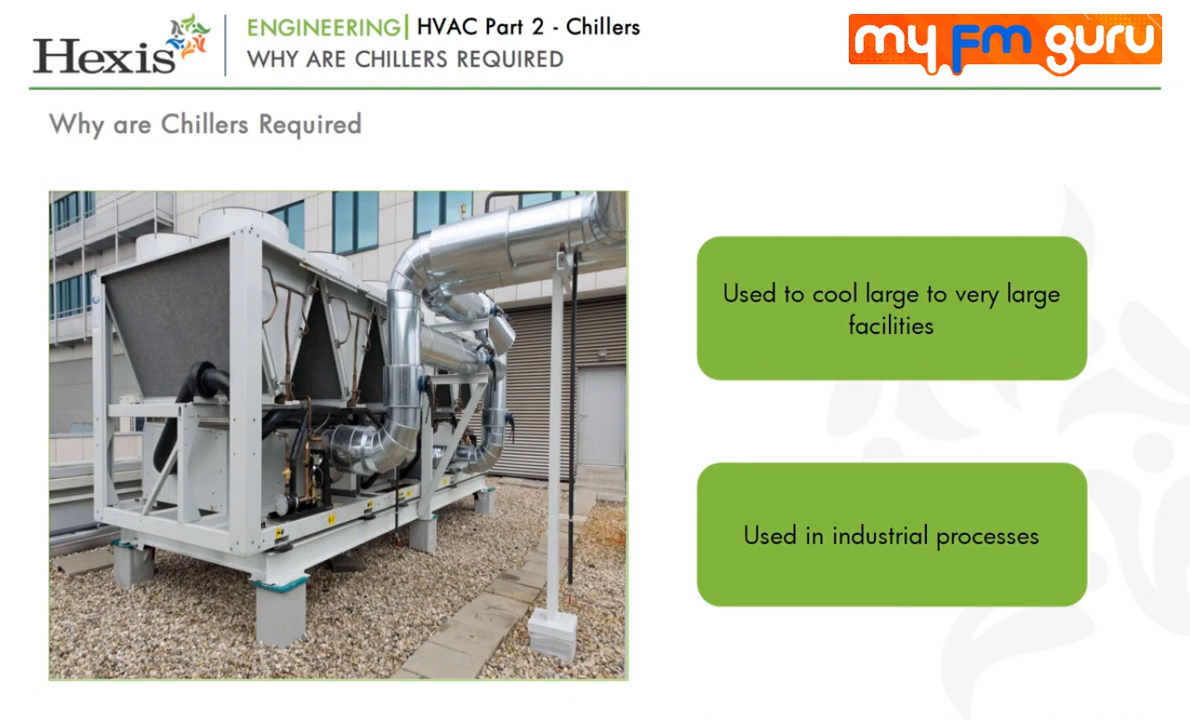 Hexis
ENGINEERING| HVAC Part 2 - Chillers
WHY ARE CHILLERS REQUIRED
my fm guru
Why are Chillers Required
Used to cool large to very large
facilities
Used in industrial processes